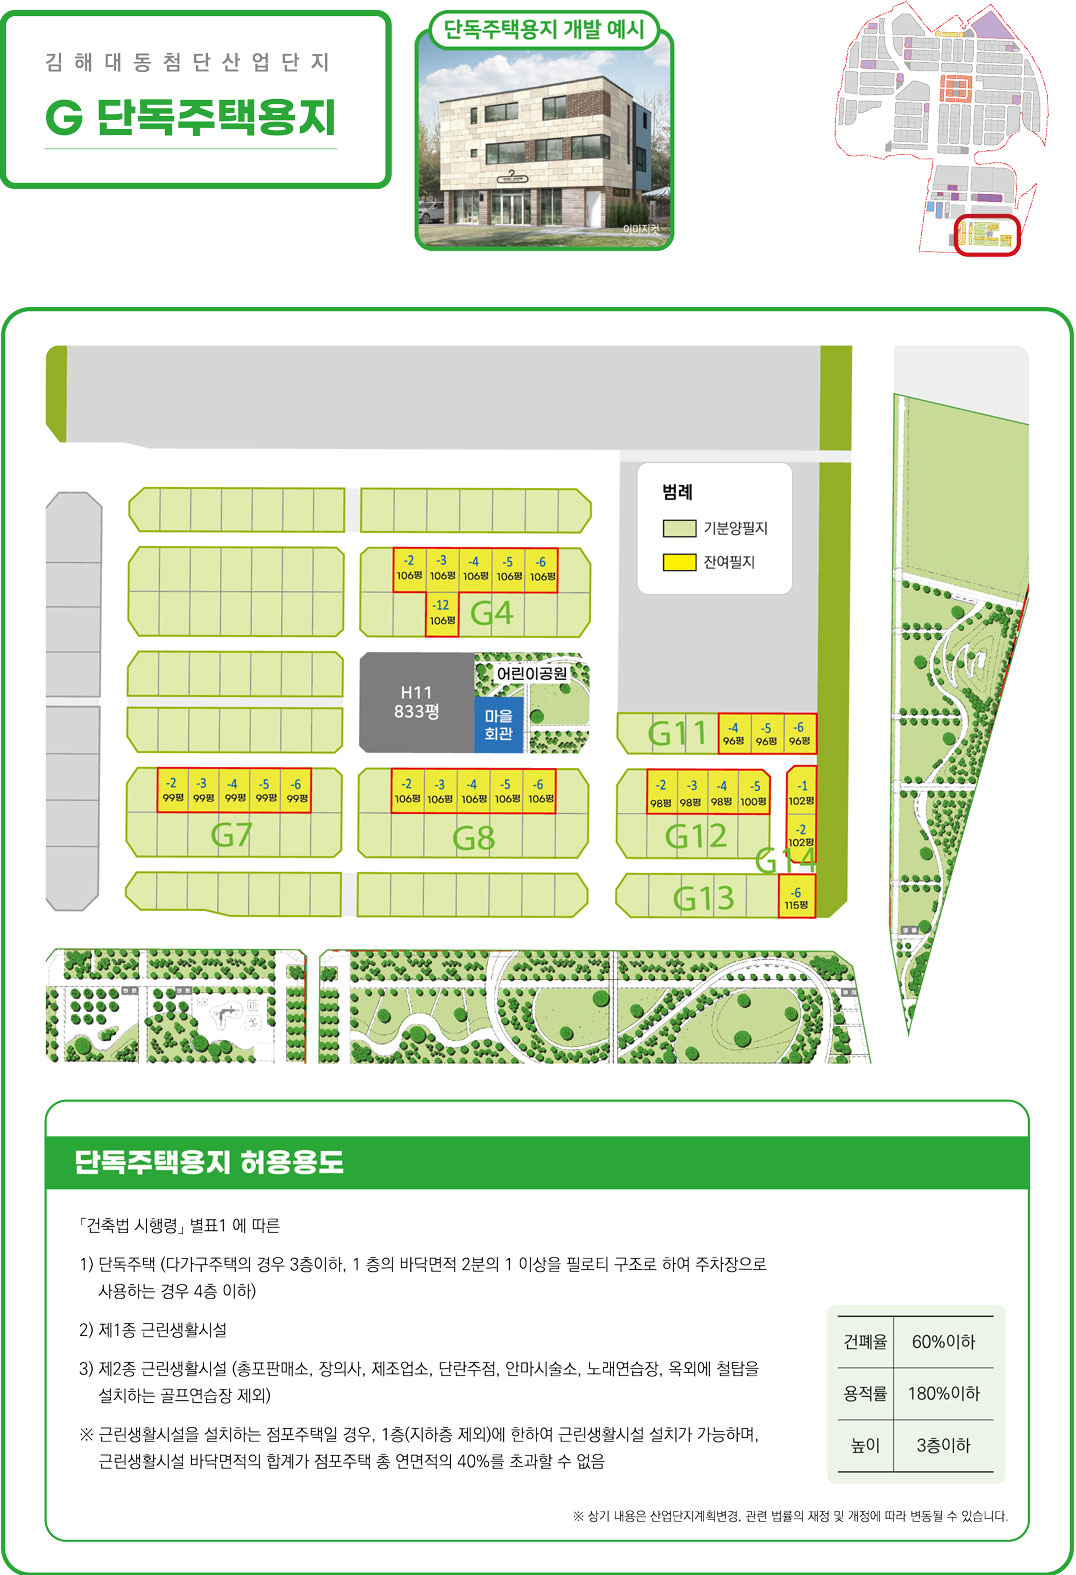 김해대동첨단산업단지
G 단독주택용지
단독주택용지 개발 예시
이미지컷
범례
기분양필지
잔여필지
-2 -3 -4 -5 -6
106평 106평 106평 106평 106평
-12
106평
G4
H11
833평
어린이공원
마을
회관
G11
-4 -5 -6
96평 96평 96평
-2 -3 -4 -5 -6
99평 99평 99평 99평 99평
G7
-2 -3 -4 -5 -6
106평 106평 106평 106평 106평
G8
-2 -3 -4 -5
98평 98평 98평 100평
G12
-1
102평
-2
102평
G14
G13
-6
115평
단독주택용지 허용용도
「건축법 시행령」 별표1 에 따른
1) 단독주택 (다가구주택의 경우 3층이하, 1 층의 바닥면적 2분의 1 이상을 필로티 구조로 하여 주차장으로
사용하는 경우 4층 이하)
2) 제1종 근린생활시설
3) 제2종 근린생활시설 (총포판매소, 장의사, 제조업소, 단란주점, 안마시술소, 노래연습장, 옥외에 철탑을
설치하는 골프연습장 제외)
※ 근린생활시설을 설치하는 점포주택일 경우, 1층(지하층 제외)에 한하여 근린생활시설 설치가 가능하며,
근린생활시설 바닥면적의 합계가 점포주택 총 연면적의 40%를 초과할 수 없음
건폐율 60%이하
용적률 180%이하
높이 3층이하
※ 상기 내용은 산업단지계획변경, 관련 법률의 재정 및 개정에 따라 변동될 수 있습니다.